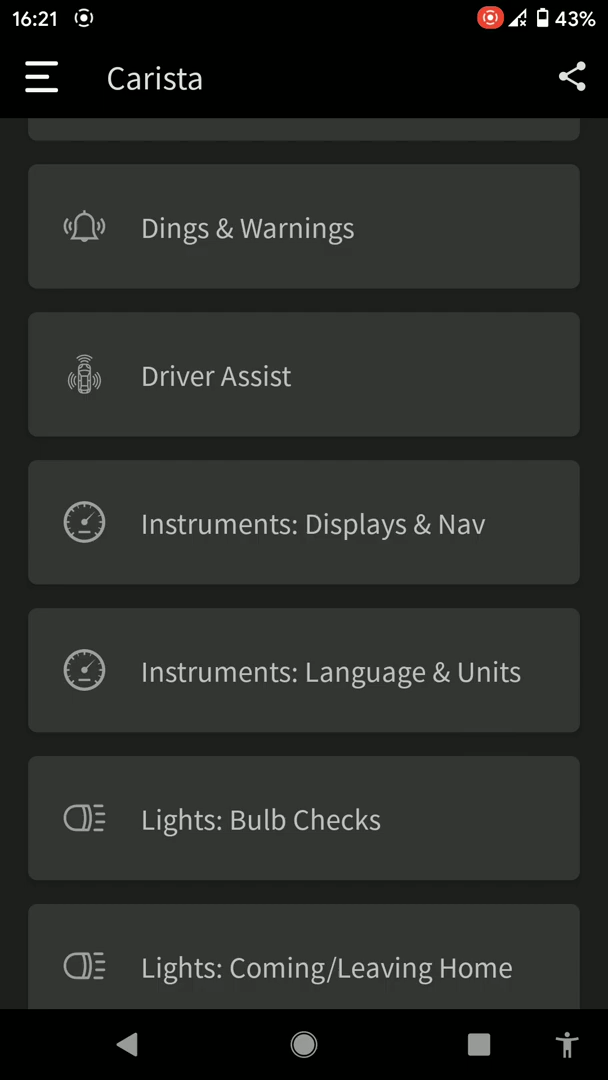 16:21
43%
Carista
Dings & Warnings
Driver Assist
Instruments: Displays & Nav
Instruments: Language & Units
Lights: Bulb Checks
Lights: Coming/Leaving Home